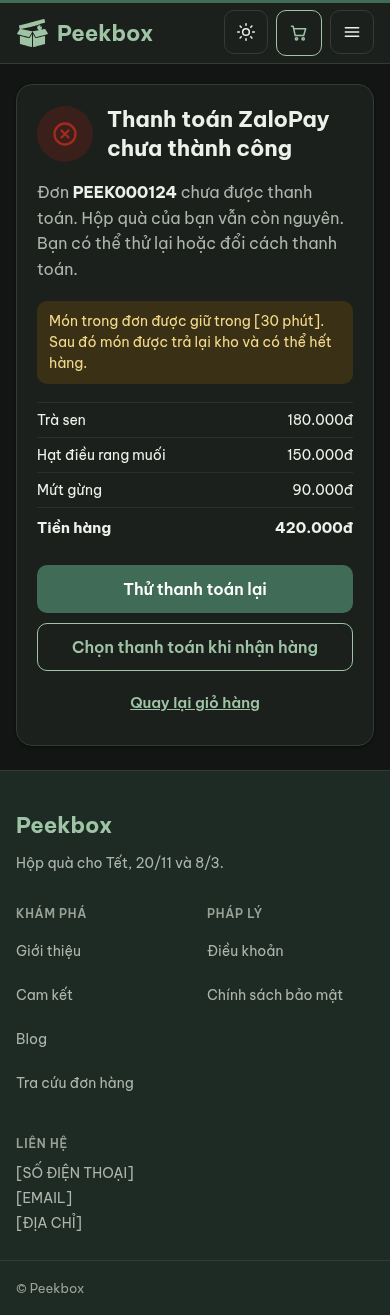 Peekbox
Thanh toán ZaloPay
chưa thành công
Đơn PEEK000124 chưa được thanh
toán. Hộp quà của bạn vẫn còn nguyên.
Bạn có thể thử lại hoặc đổi cách thanh
toán.
Món trong đơn được giữ trong [30 phút].
Sau đó món được trả lại kho và có thể hết
hàng.
Trà sen 180.000đ
Hạt điều rang muối 150.000đ
Mứt gừng 90.000đ
Tiền hàng 420.000đ
Thử thanh toán lại
Chọn thanh toán khi nhận hàng
Quay lại giỏ hàng
Peekbox
Hộp quà cho Tết, 20/11 và 8/3.
KHÁM PHÁ
Giới thiệu
Cam kết
Blog
Tra cứu đơn hàng
PHÁP LÝ
Điều khoản
Chính sách bảo mật
LIÊN HỆ
[SỐ ĐIỆN THOẠI]
[EMAIL]
[ĐỊA CHỈ]
© Peekbox